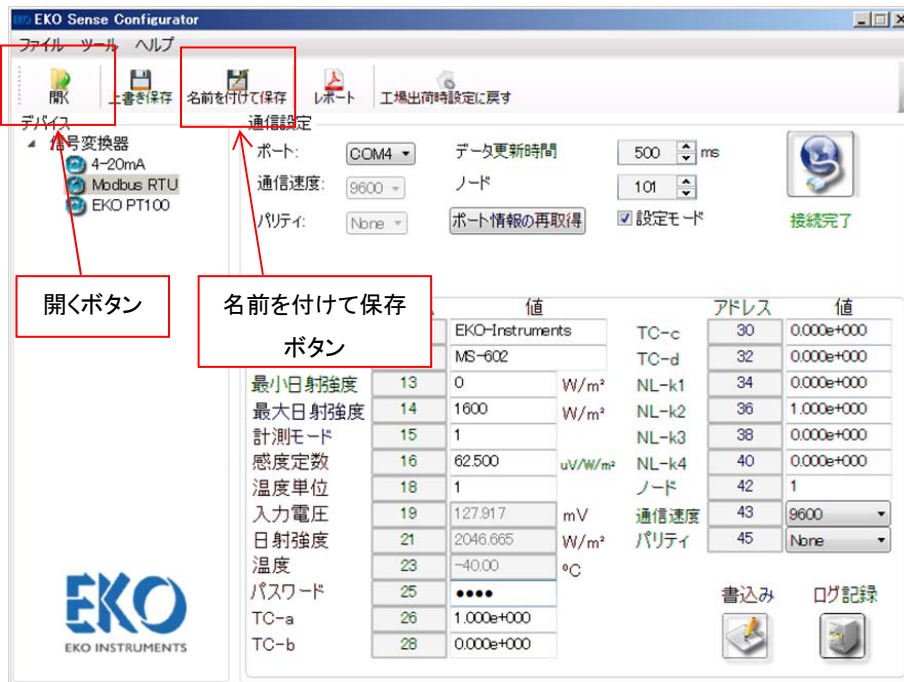 EKO Sense Configurator
ファイル ツール ヘルプ
開く 上書き保存 名前を付けて保存 レポート 工場出荷時設定に戻す
デバイス
信号変換器
4-20mA
Modbus RTU
EKO PT100
通信設定
ポート: COM4 データ更新時間 500 ms
通信速度: 9600 ノード 101
パリティ: None ポート情報の再取得 設定モード 接続完了
開くボタン
名前を付けて保存
ボタン
値 アドレス 値
EKO-Instruments TC-c 30 0.000e+000
MS-602 TC-d 32 0.000e+000
最小日射強度 13 0 W/m² NL-k1 34 0.000e+000
最大日射強度 14 1600 W/m² NL-k2 36 1.000e+000
計測モード 15 1 NL-k3 38 0.000e+000
感度定数 16 62.500 uV/W/m² NL-k4 40 0.000e+000
温度単位 18 1 ノード 42 1
入力電圧 19 127.917 mV 通信速度 43 9600
日射強度 21 2046.665 W/m² パリティ 45 None
温度 23 -40.00 ºC
パスワード 25 ●●●● 書込み ログ記録
TC-a 26 1.000e+000
TC-b 28 0.000e+000
EKO
EKO INSTRUMENTS